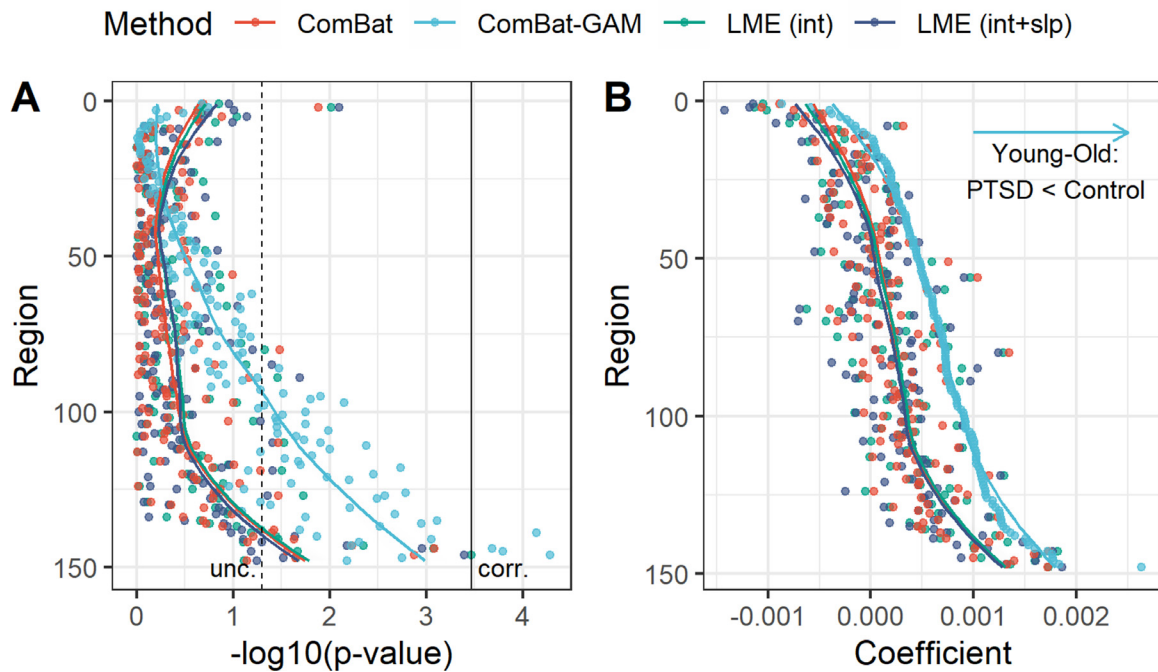 Method ComBat ComBat-GAM LME (int) LME (int+slp)
A
0
50
100
150
Region
unc.
corr.
0 1 2 3 4
-log10(p-value)
B
0
50
100
150
Region
Young-Old:
PTSD < Control
-0.001 0.000 0.001 0.002
Coefficient